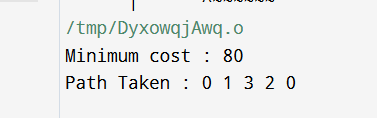 /tmp/DyxowqjAwq.o
Minimum cost : 80
Path Taken : 0 1 3 2 0